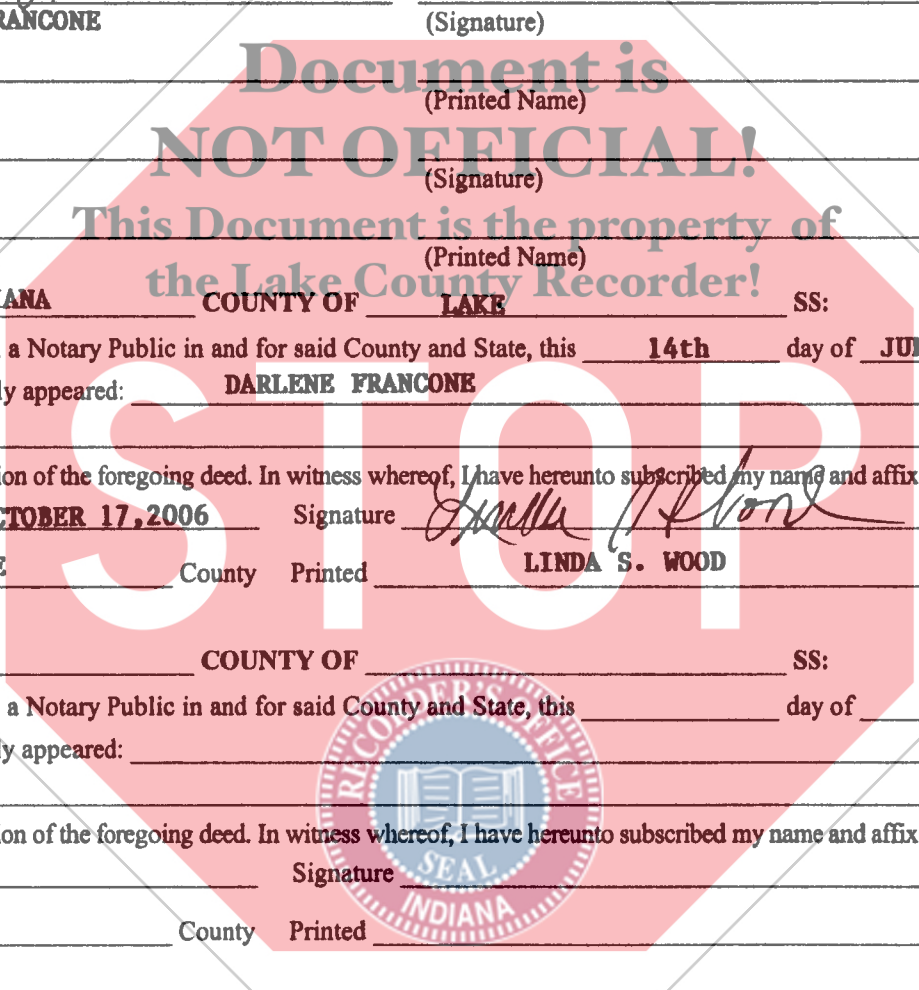 RANCONE
(Signature)
Document is
(Printed Name)
NOT OFFICIAL!
(Signature)
This Document is the property of
(Printed Name)
the Lake County Recorder!
ANA COUNTY OF LAKE SS:
a Notary Public in and for said County and State, this 14th day of JU
ly appeared: DARLENE FRANCONE
STOP
ion of the foregoing deed. In witness whereof, I have hereunto subscribed my name and affix
CTOBER 17,2006 Signature
E County Printed LINDA S. WOOD
COUNTY OF SS:
a Notary Public in and for said County and State, this day of
ly appeared:
RECORDER'S OFFICE
ion of the foregoing deed. In witness whereof, I have hereunto subscribed my name and affix
SEAL
Signature
INDIANA
County Printed